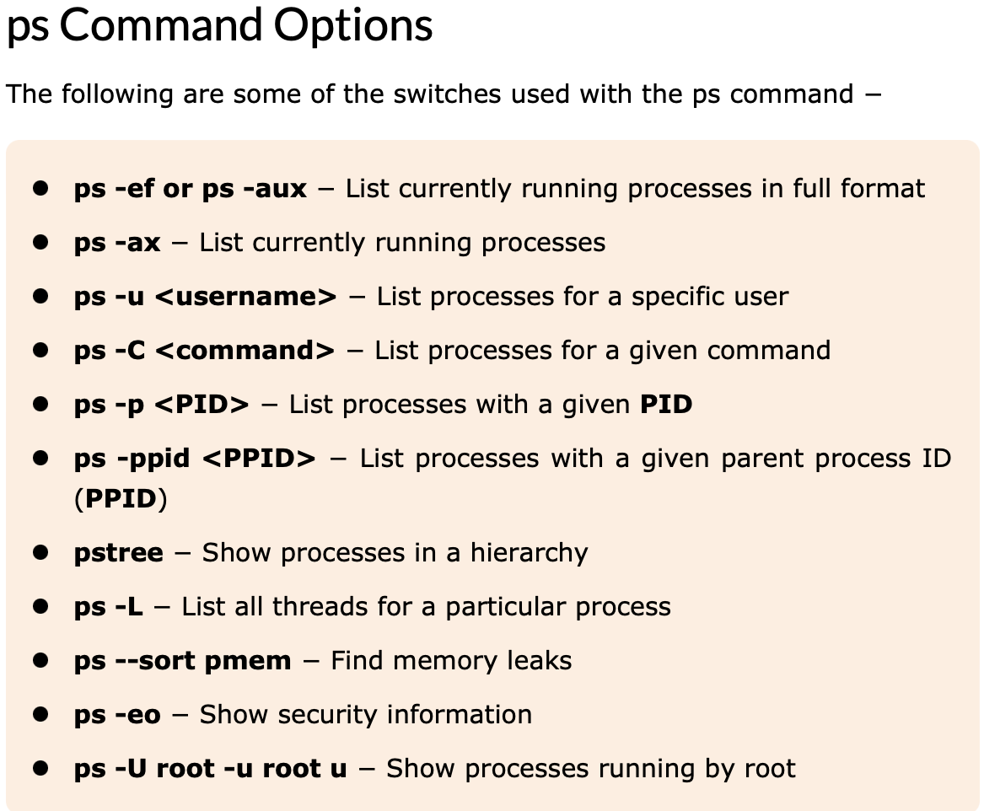 ps Command Options
The following are some of the switches used with the ps command −
● ps -ef or ps -aux − List currently running processes in full format
● ps -ax − List currently running processes
● ps -u <username> − List processes for a specific user
● ps -C <command> − List processes for a given command
● ps -p <PID> − List processes with a given PID
● ps -ppid <PPID> − List processes with a given parent process ID
(PPID)
● pstree − Show processes in a hierarchy
● ps -L − List all threads for a particular process
● ps --sort pmem − Find memory leaks
● ps -eo − Show security information
● ps -U root -u root u − Show processes running by root